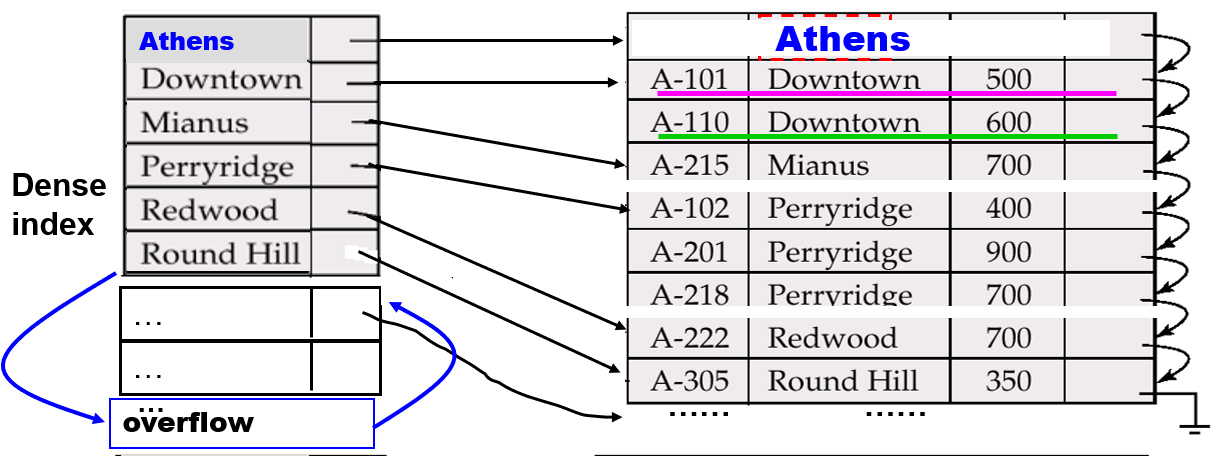 Athens
Downtown
Mianus
Perryridge
Redwood
Round Hill
Dense
index
...
...
...
overflow
Athens
A-101 Downtown 500
A-110 Downtown 600
A-215 Mianus 700
A-102 Perryridge 400
A-201 Perryridge 900
A-218 Perryridge 700
A-222 Redwood 700
A-305 Round Hill 350
...... ......